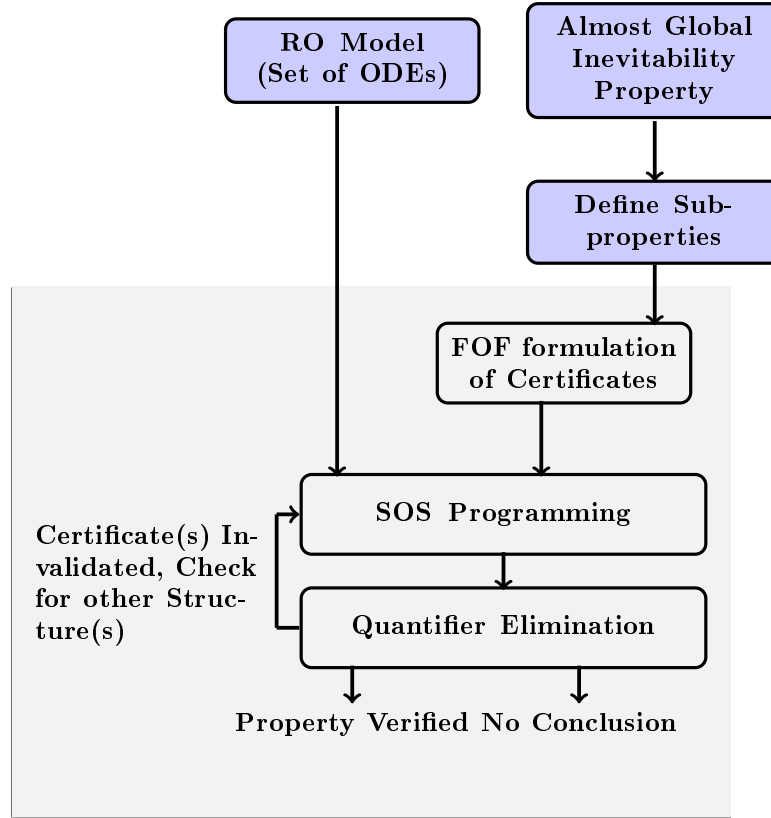 RO Model
(Set of ODEs)
Almost Global
Inevitability
Property
Define Sub-
properties
FOF formulation
of Certificates
SOS Programming
Certificate(s) In-
validated, Check
for other Struc-
ture(s)
Quantifier Elimination
Property Verified No Conclusion